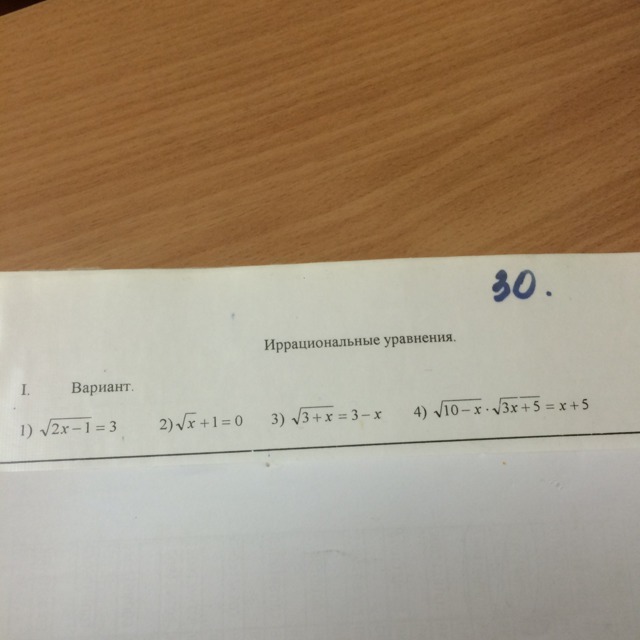 30.
Иррациональные уравнения.
I. Вариант.
1) √(2x-1) = 3 2) √x + 1 = 0 3) √(3+x) = 3-x 4) √(10-x) · √(3x+5) = x+5